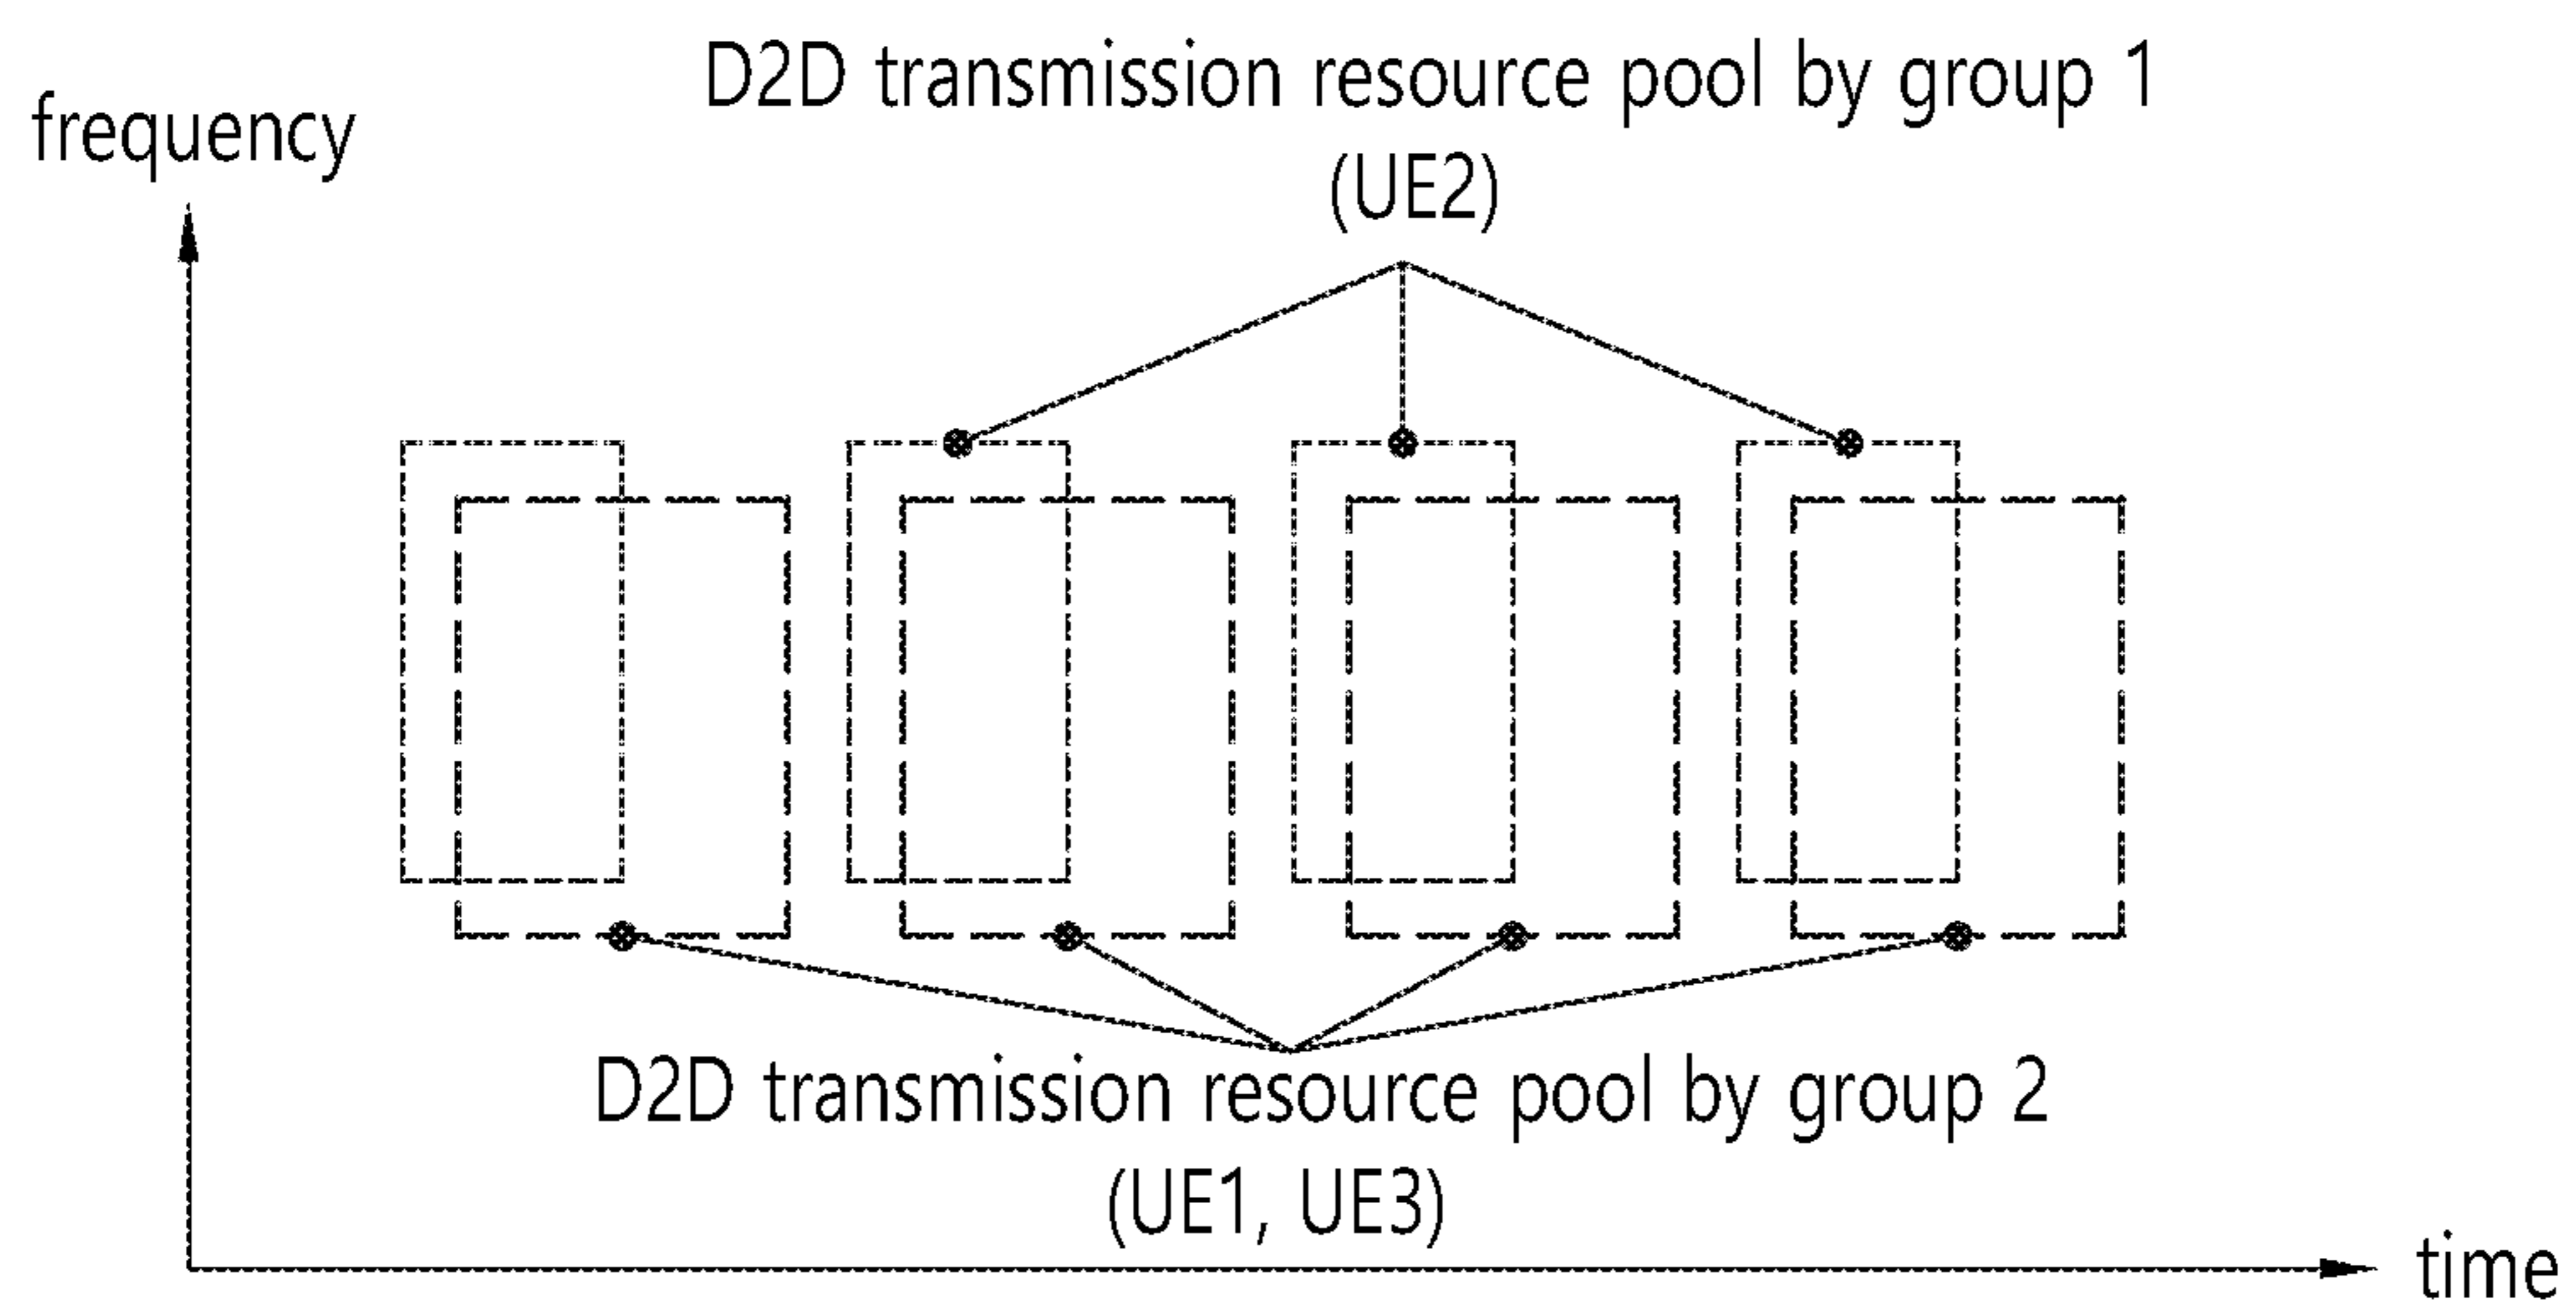 D2D transmission resource pool by group 1
(UE2)
frequency
D2D transmission resource pool by group 2
(UE1, UE3)
time